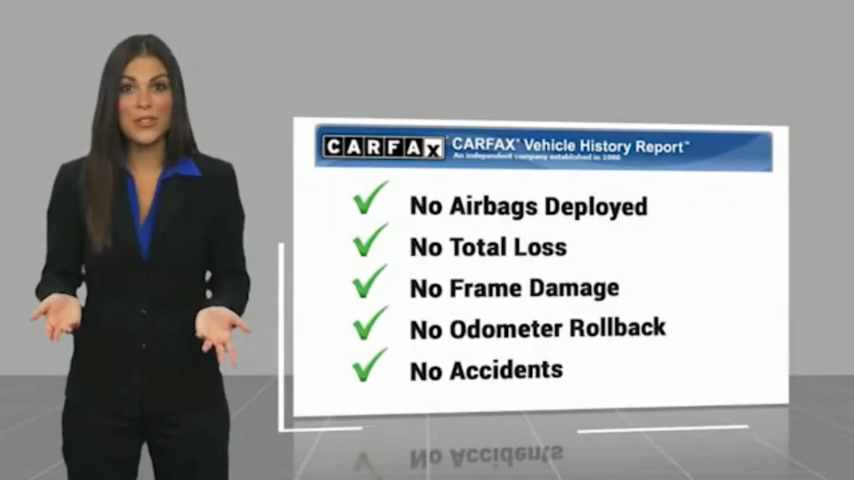 CARFAX
CARFAX® Vehicle History Report™
An independent company established in 1986
No Airbags Deployed
No Total Loss
No Frame Damage
No Odometer Rollback
No Accidents
No Accidents